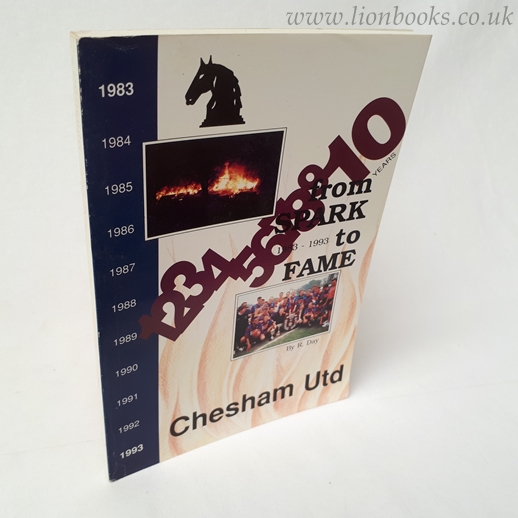 www.lionbooks.co.uk
1983
1984
1985
1986
1987
1988
1989
1990
1991
1992
1993
12345678910
YEARS
from
SPARK
1983 - 1993
to
FAME
By R. Day
Chesham Utd